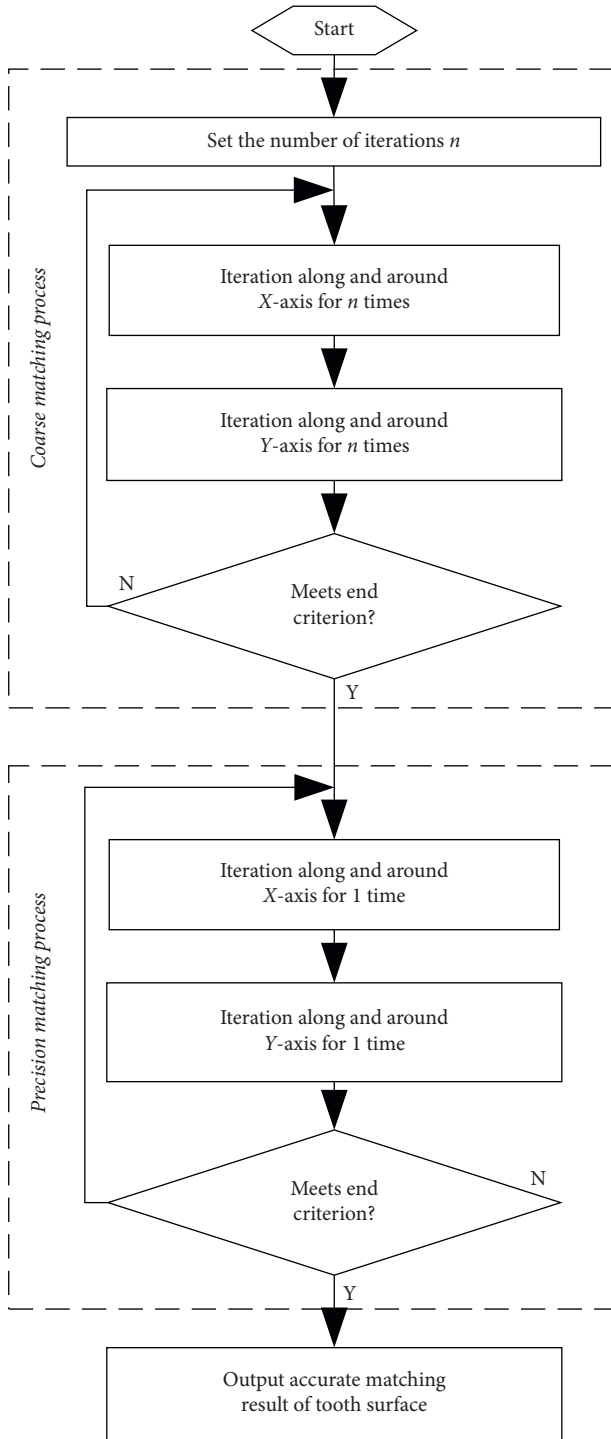 Start
Set the number of iterations n
Iteration along and around
X-axis for n times
Iteration along and around
Y-axis for n times
Coarse matching process
N
Meets end
criterion?
Y
Iteration along and around
X-axis for 1 time
Iteration along and around
Y-axis for 1 time
Precision matching process
N
Meets end
criterion?
Y
Output accurate matching
result of tooth surface